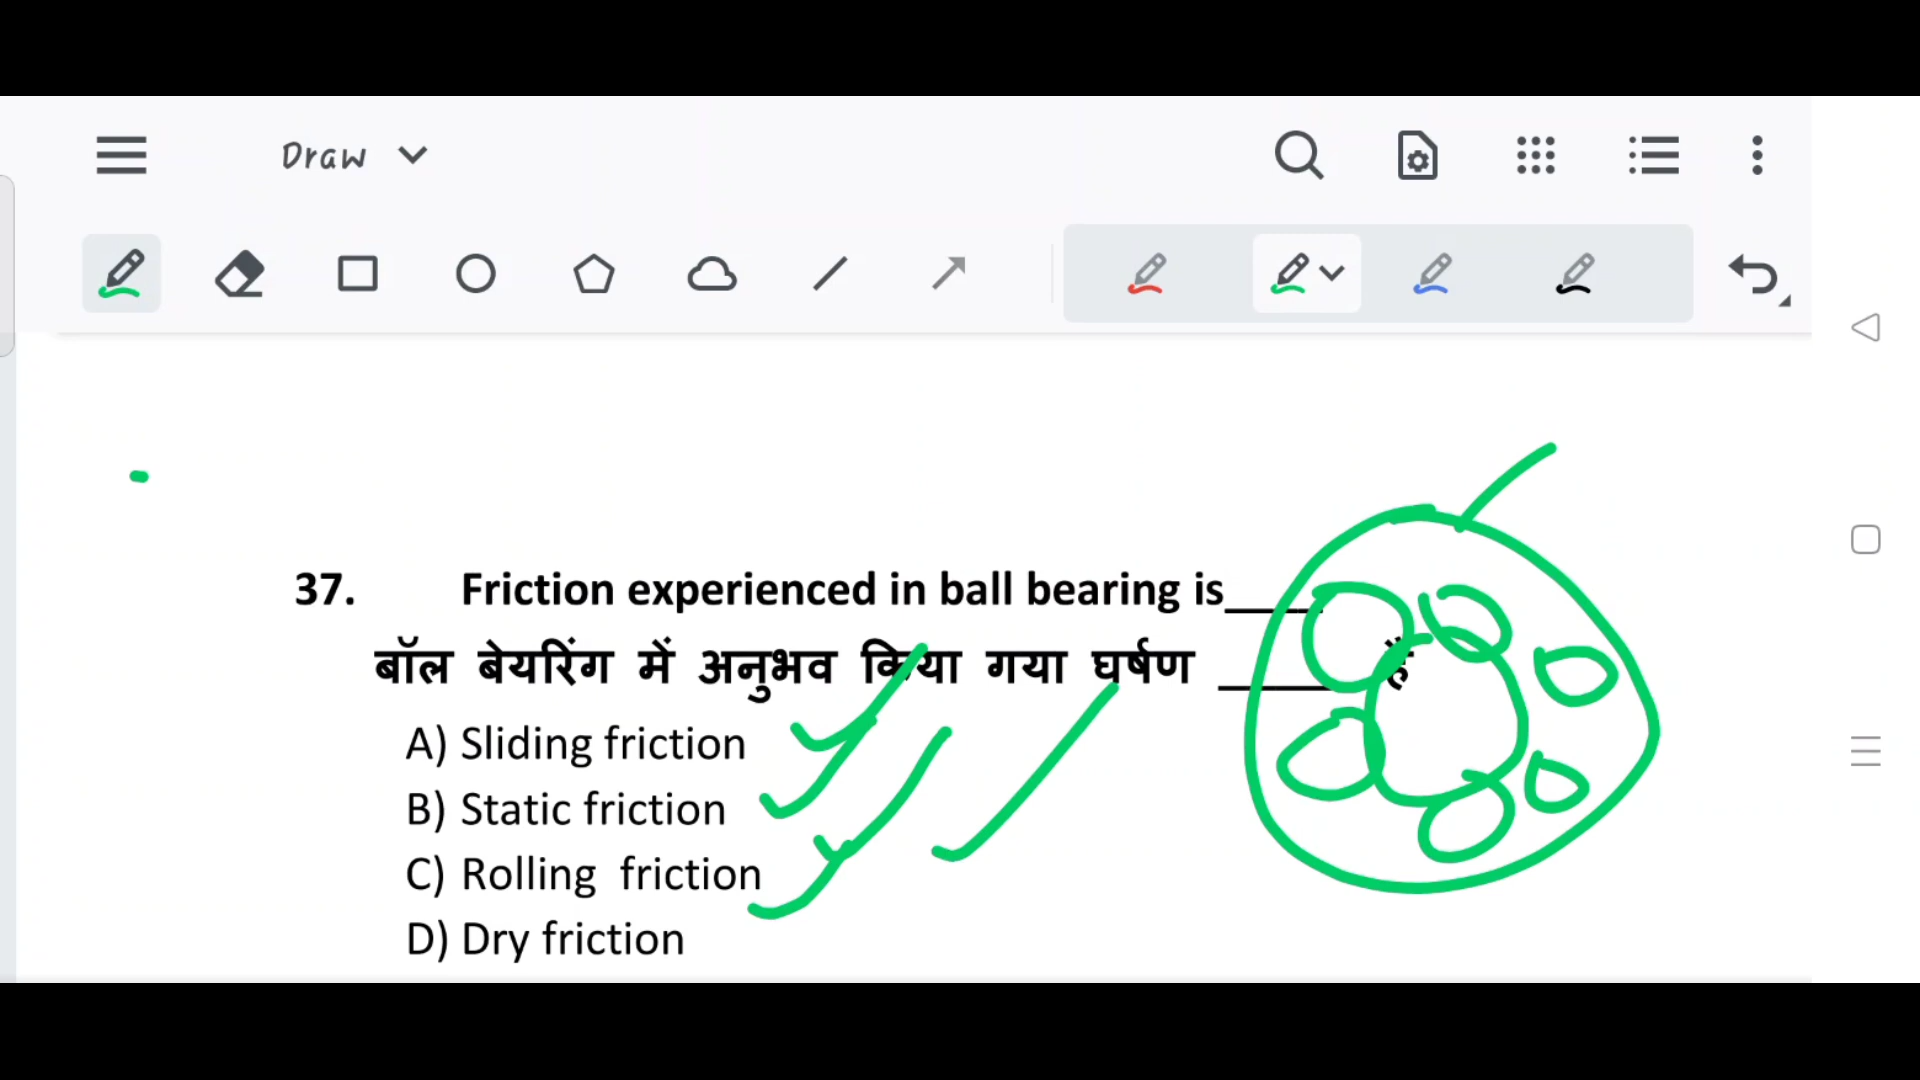 Draw
37. Friction experienced in ball bearing is____
बॉल बेयरिंग में अनुभव किया गया घर्षण _____ है
A) Sliding friction
B) Static friction
C) Rolling friction
D) Dry friction